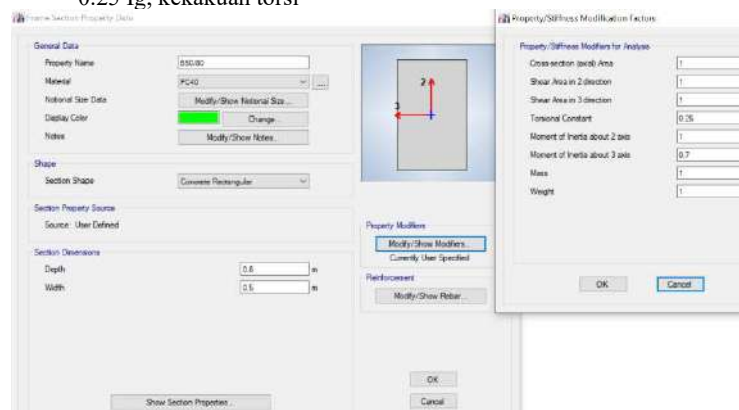 0.25 Ig, kekakuan torsi
Frame Section Property Data
General Data
Property Name
Material
FC40
...
Notional Size Data
Modify/Show Notional Size...
Display Color
Change...
Notes
Modify/Show Notes...
Shape
Section Shape
Concrete Rectangular
Section Property Source
Source: User Defined
Section Dimensions
Depth
m
Width
0.5
m
Show Section Properties...
2
3
Property Modifiers
Modify/Show Modifiers...
Currently User Specified
Reinforcement
Modify/Show Rebar...
OK
Cancel
Property/Stiffness Modification Factors
Property/Stiffness Modifiers for Analysis
Cross-section (axial) Area
1
Shear Area in 2 direction
1
Shear Area in 3 direction
1
Torsional Constant
0.25
Moment of Inertia about 2 axis
1
Moment of Inertia about 3 axis
0.7
Mass
1
Weight
1
OK
Cancel